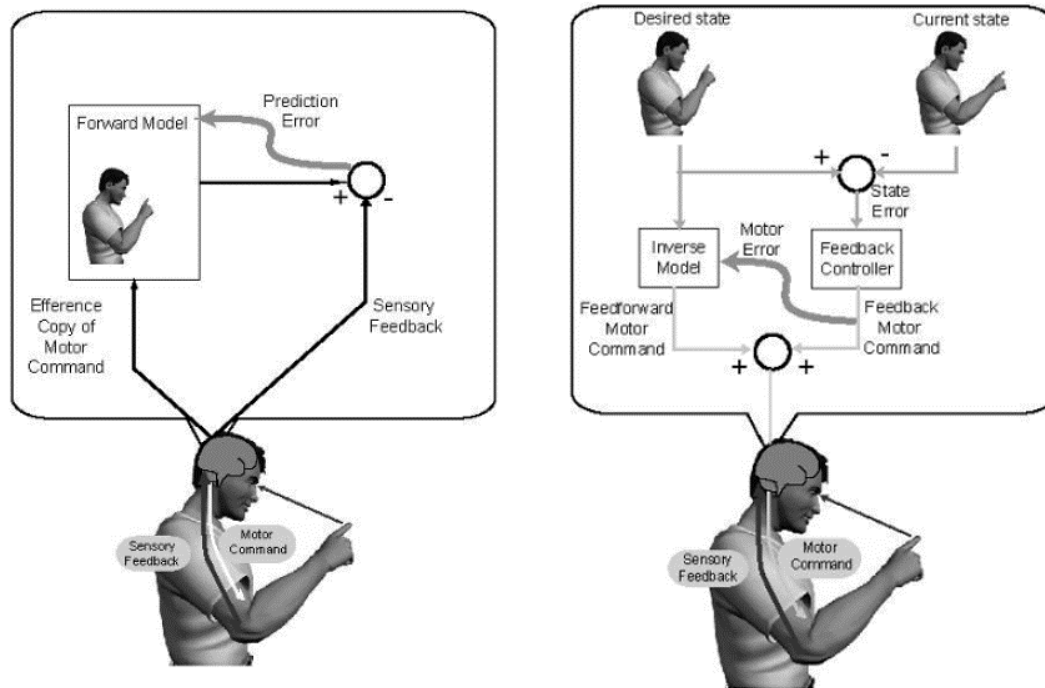 Forward Model
Prediction
Error
+
-
Efference
Copy of
Motor
Command
Sensory
Feedback
Sensory
Feedback
Motor
Command
Desired state
Current state
+
-
State
Error
Motor
Error
Inverse
Model
Feedback
Controller
Feedforward
Motor
Command
Feedback
Motor
Command
+
+
Sensory
Feedback
Motor
Command